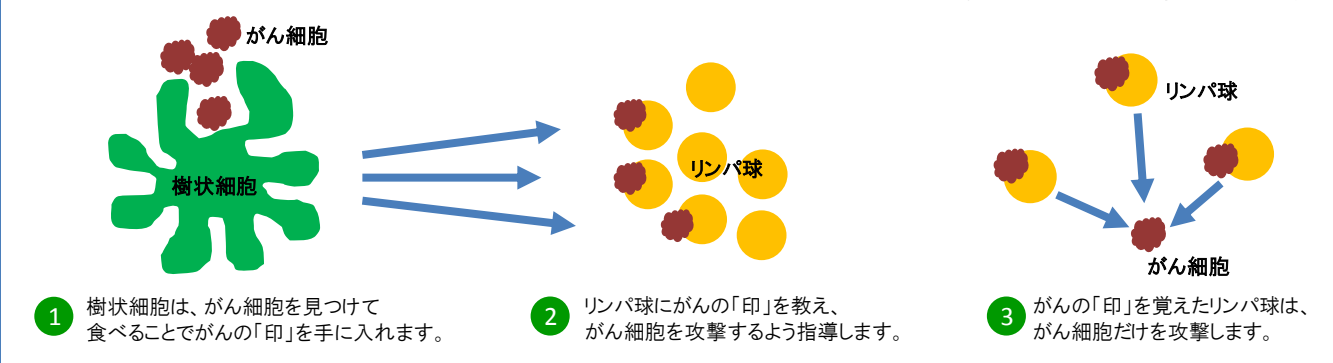 がん細胞
樹状細胞
リンパ球
リンパ球
がん細胞
1 樹状細胞は、がん細胞を見つけて
食べることでがんの「印」を手に入れます。
2 リンパ球にがんの「印」を教え、
がん細胞を攻撃するよう指導します。
3 がんの「印」を覚えたリンパ球は、
がん細胞だけを攻撃します。